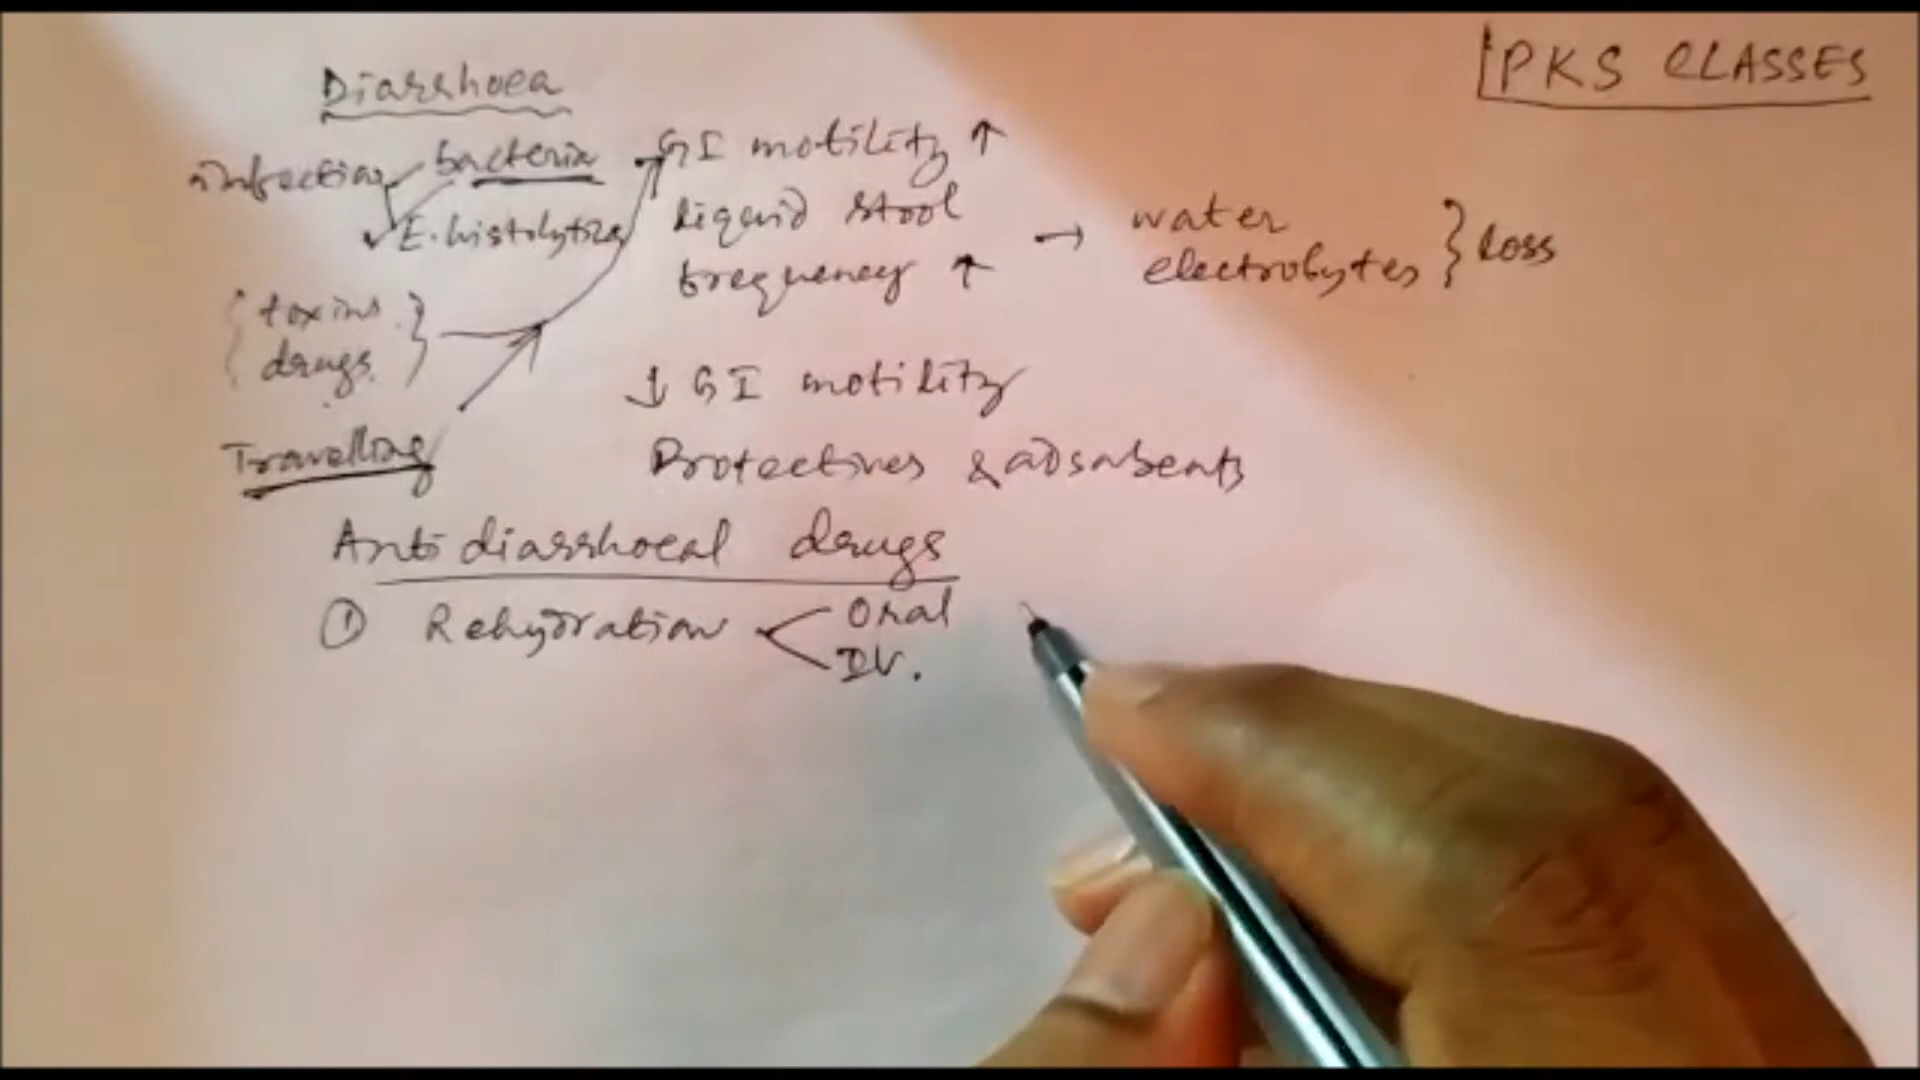 PKS CLASSES
Diarrhoea
infection bacteria
E. histolytica
toxins
drugs
Travelling
GI motility ↑
liquid stool
frequency ↑ → water
electrolytes } loss
↓ GI motility
Protectives & adsorbents
Antidiarrhoeal drugs
① Rehydration < Oral
IV.